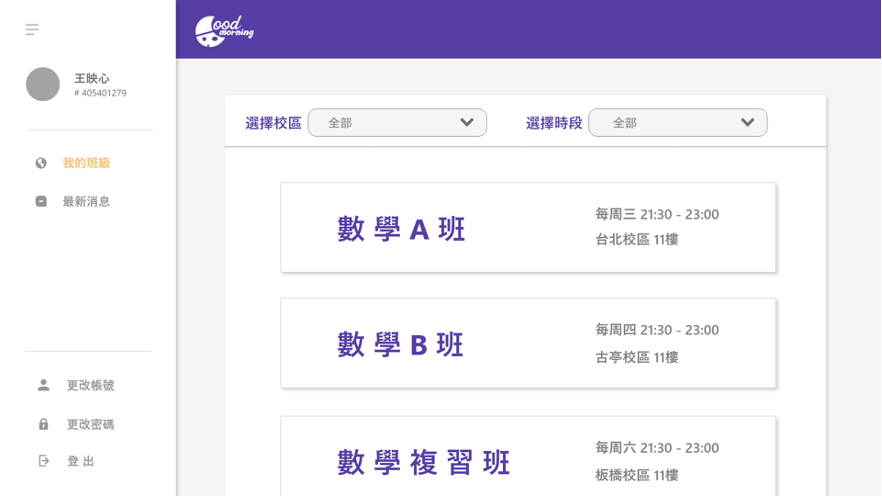 Good
morning
王映心
# 405401279
我的班級
最新消息
更改帳號
更改密碼
登 出
選擇校區 全部 選擇時段 全部
數 學 A 班
每周三 21:30 - 23:00
台北校區 11樓
數 學 B 班
每周四 21:30 - 23:00
古亭校區 11樓
數 學 複 習 班
每周六 21:30 - 23:00
板橋校區 11樓